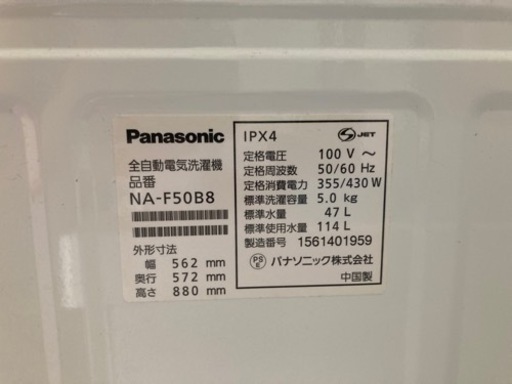 Panasonic
全自動電気洗濯機
品番
NA-F50B8
外形寸法
幅 562 mm
奥行 572 mm
高さ 880 mm
IPX4
S JET
定格電圧 100 V ～
定格周波数 50/60 Hz
定格消費電力 355/430 W
標準洗濯容量 5.0 kg
標準水量 47 L
標準使用水量 114 L
製造番号 1561401959
PS E パナソニック株式会社
中国製